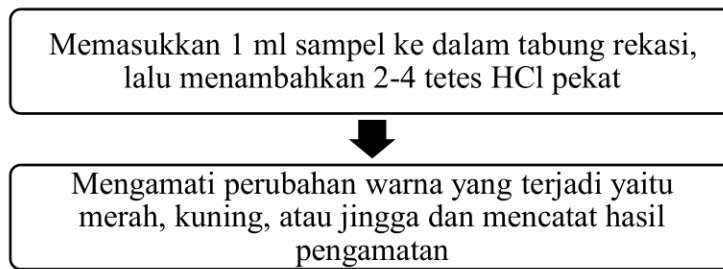 Memasukkan 1 ml sampel ke dalam tabung rekasi,
lalu menambahkan 2-4 tetes HCl pekat
Mengamati perubahan warna yang terjadi yaitu
merah, kuning, atau jingga dan mencatat hasil
pengamatan